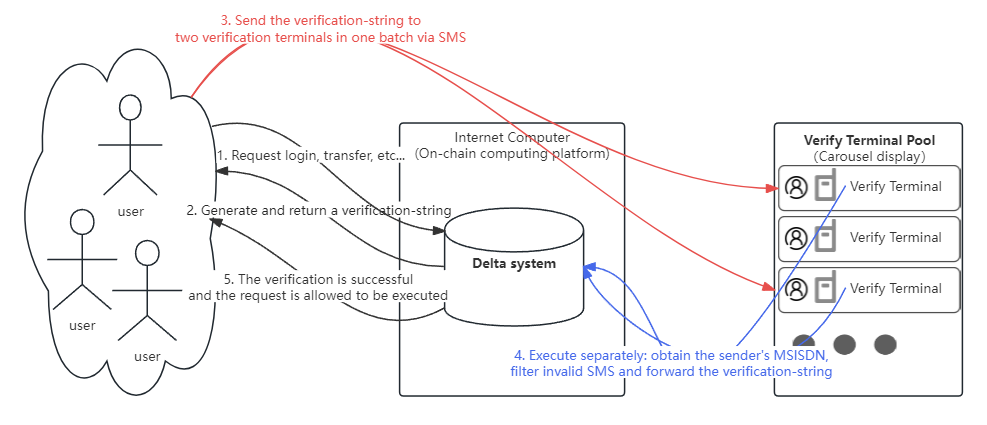 3. Send the verification-string to
two verification terminals in one batch via SMS
Internet Computer
(On-chain computing platform)
Verify Terminal Pool
(Carousel display)
1. Request login, transfer, etc...
Verify Terminal
user
2. Generate and return a verification-string
Verify Terminal
Delta system
5. The verification is successful
and the request is allowed to be executed
Verify Terminal
user
user
4. Execute separately: obtain the sender's MSISDN,
filter invalid SMS and forward the verification-string